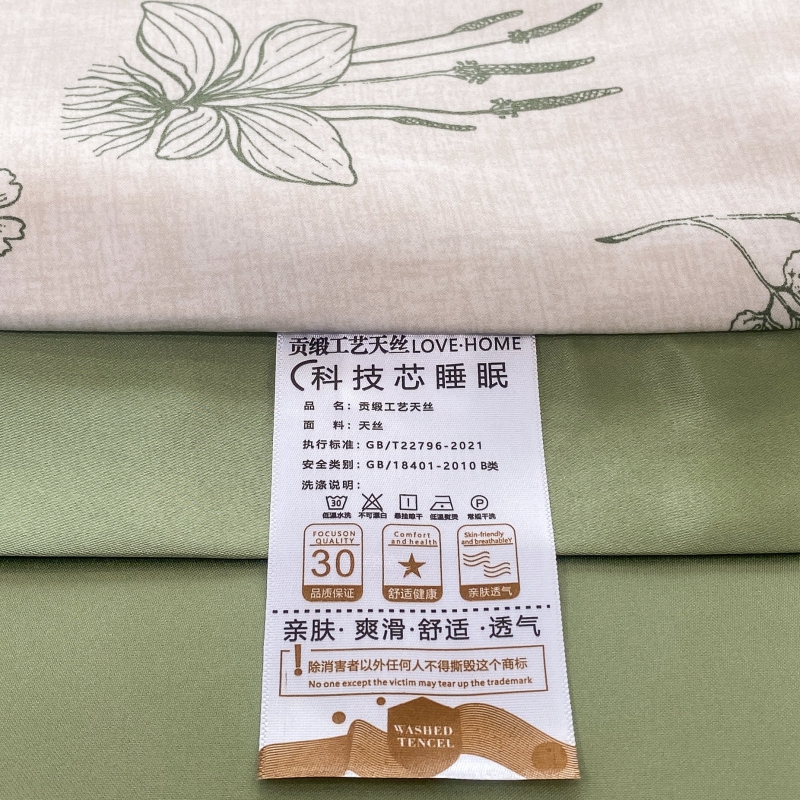 贡缎工艺天丝LOVE·HOME
科技芯睡眠
品 名：贡缎工艺天丝
面 料：天丝
执行标准：GB/T22796-2021
安全类别：GB/18401-2010 B类
洗涤说明：
30 P
低温水洗 不可漂白 悬挂晾干 低温熨烫 常规干洗
FOCUSON QUALITY
30
品质保证
Comfort and health
舒适健康
Skin-friendly and breathableY
亲肤透气
亲肤·爽滑·舒适·透气
! 除消害者以外任何人不得撕毁这个商标
No one except the victim may tear up the trademark
WASHED
TENCEL